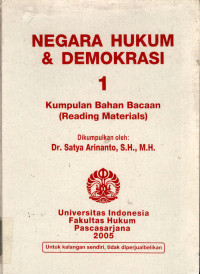 NEGARA HUKUM
& DEMOKRASI
1
Kumpulan Bahan Bacaan
(Reading Materials)
Dikumpulkan oleh:
Dr. Satya Arinanto, S.H., M.H.
Universitas Indonesia
Fakultas Hukum
Pascasarjana
2005
Untuk kalangan sendiri, tidak diperjualbelikan